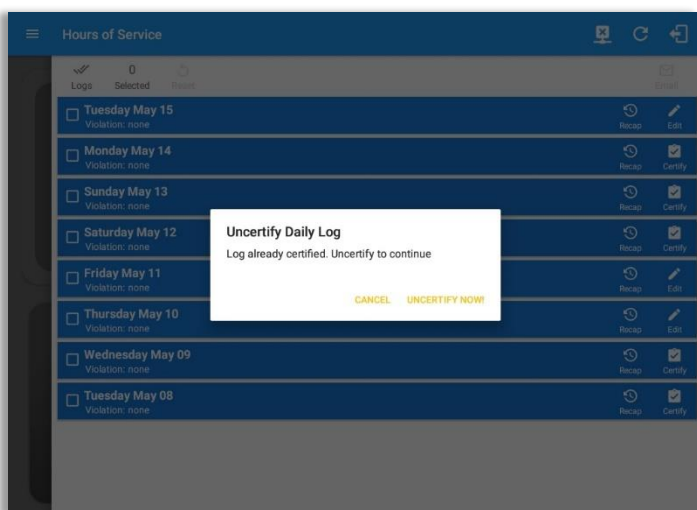 Hours of Service
0
Logs Selected Reset Email
Tuesday May 15
Violation: none
Recap Edit
Monday May 14
Violation: none
Recap Certify
Sunday May 13
Violation: none
Recap Certify
Saturday May 12
Violation: none
Recap Certify
Uncertify Daily Log
Log already certified. Uncertify to continue
CANCEL UNCERTIFY NOW!
Friday May 11
Violation: none
Recap Edit
Thursday May 10
Violation: none
Recap Edit
Wednesday May 09
Violation: none
Recap Certify
Tuesday May 08
Violation: none
Recap Certify